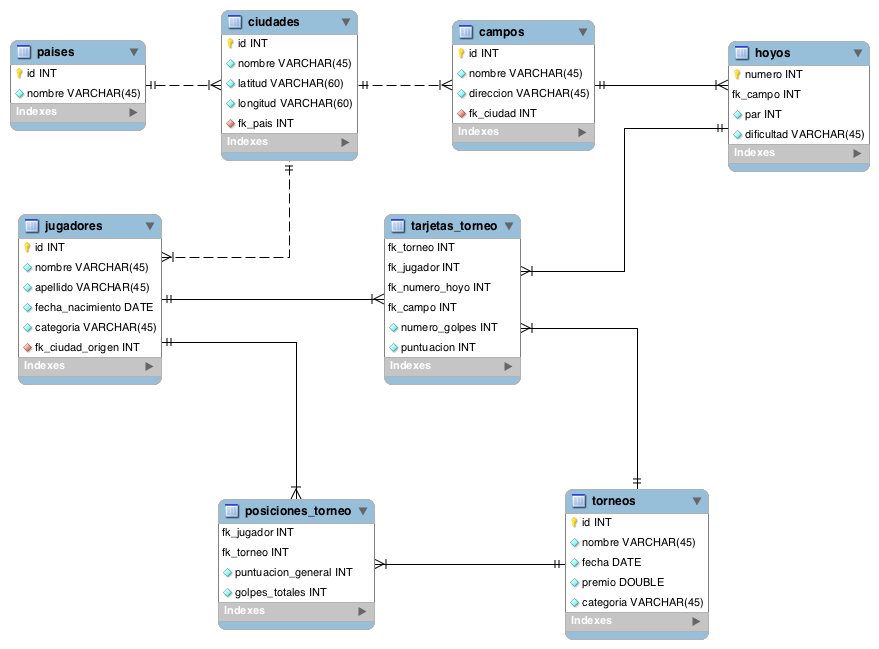 paises
id INT
nombre VARCHAR(45)
Indexes
ciudades
id INT
nombre VARCHAR(45)
latitud VARCHAR(60)
longitud VARCHAR(60)
fk_pais INT
Indexes
campos
id INT
nombre VARCHAR(45)
direccion VARCHAR(45)
fk_ciudad INT
Indexes
hoyos
numero INT
fk_campo INT
par INT
dificultad VARCHAR(45)
Indexes
jugadores
id INT
nombre VARCHAR(45)
apellido VARCHAR(45)
fecha_nacimiento DATE
categoria VARCHAR(45)
fk_ciudad_origen INT
Indexes
tarjetas_torneo
fk_torneo INT
fk_jugador INT
fk_numero_hoyo INT
fk_campo INT
numero_golpes INT
puntuacion INT
Indexes
posiciones_torneo
fk_jugador INT
fk_torneo INT
puntuacion_general INT
golpes_totales INT
Indexes
torneos
id INT
nombre VARCHAR(45)
fecha DATE
premio DOUBLE
categoria VARCHAR(45)
Indexes